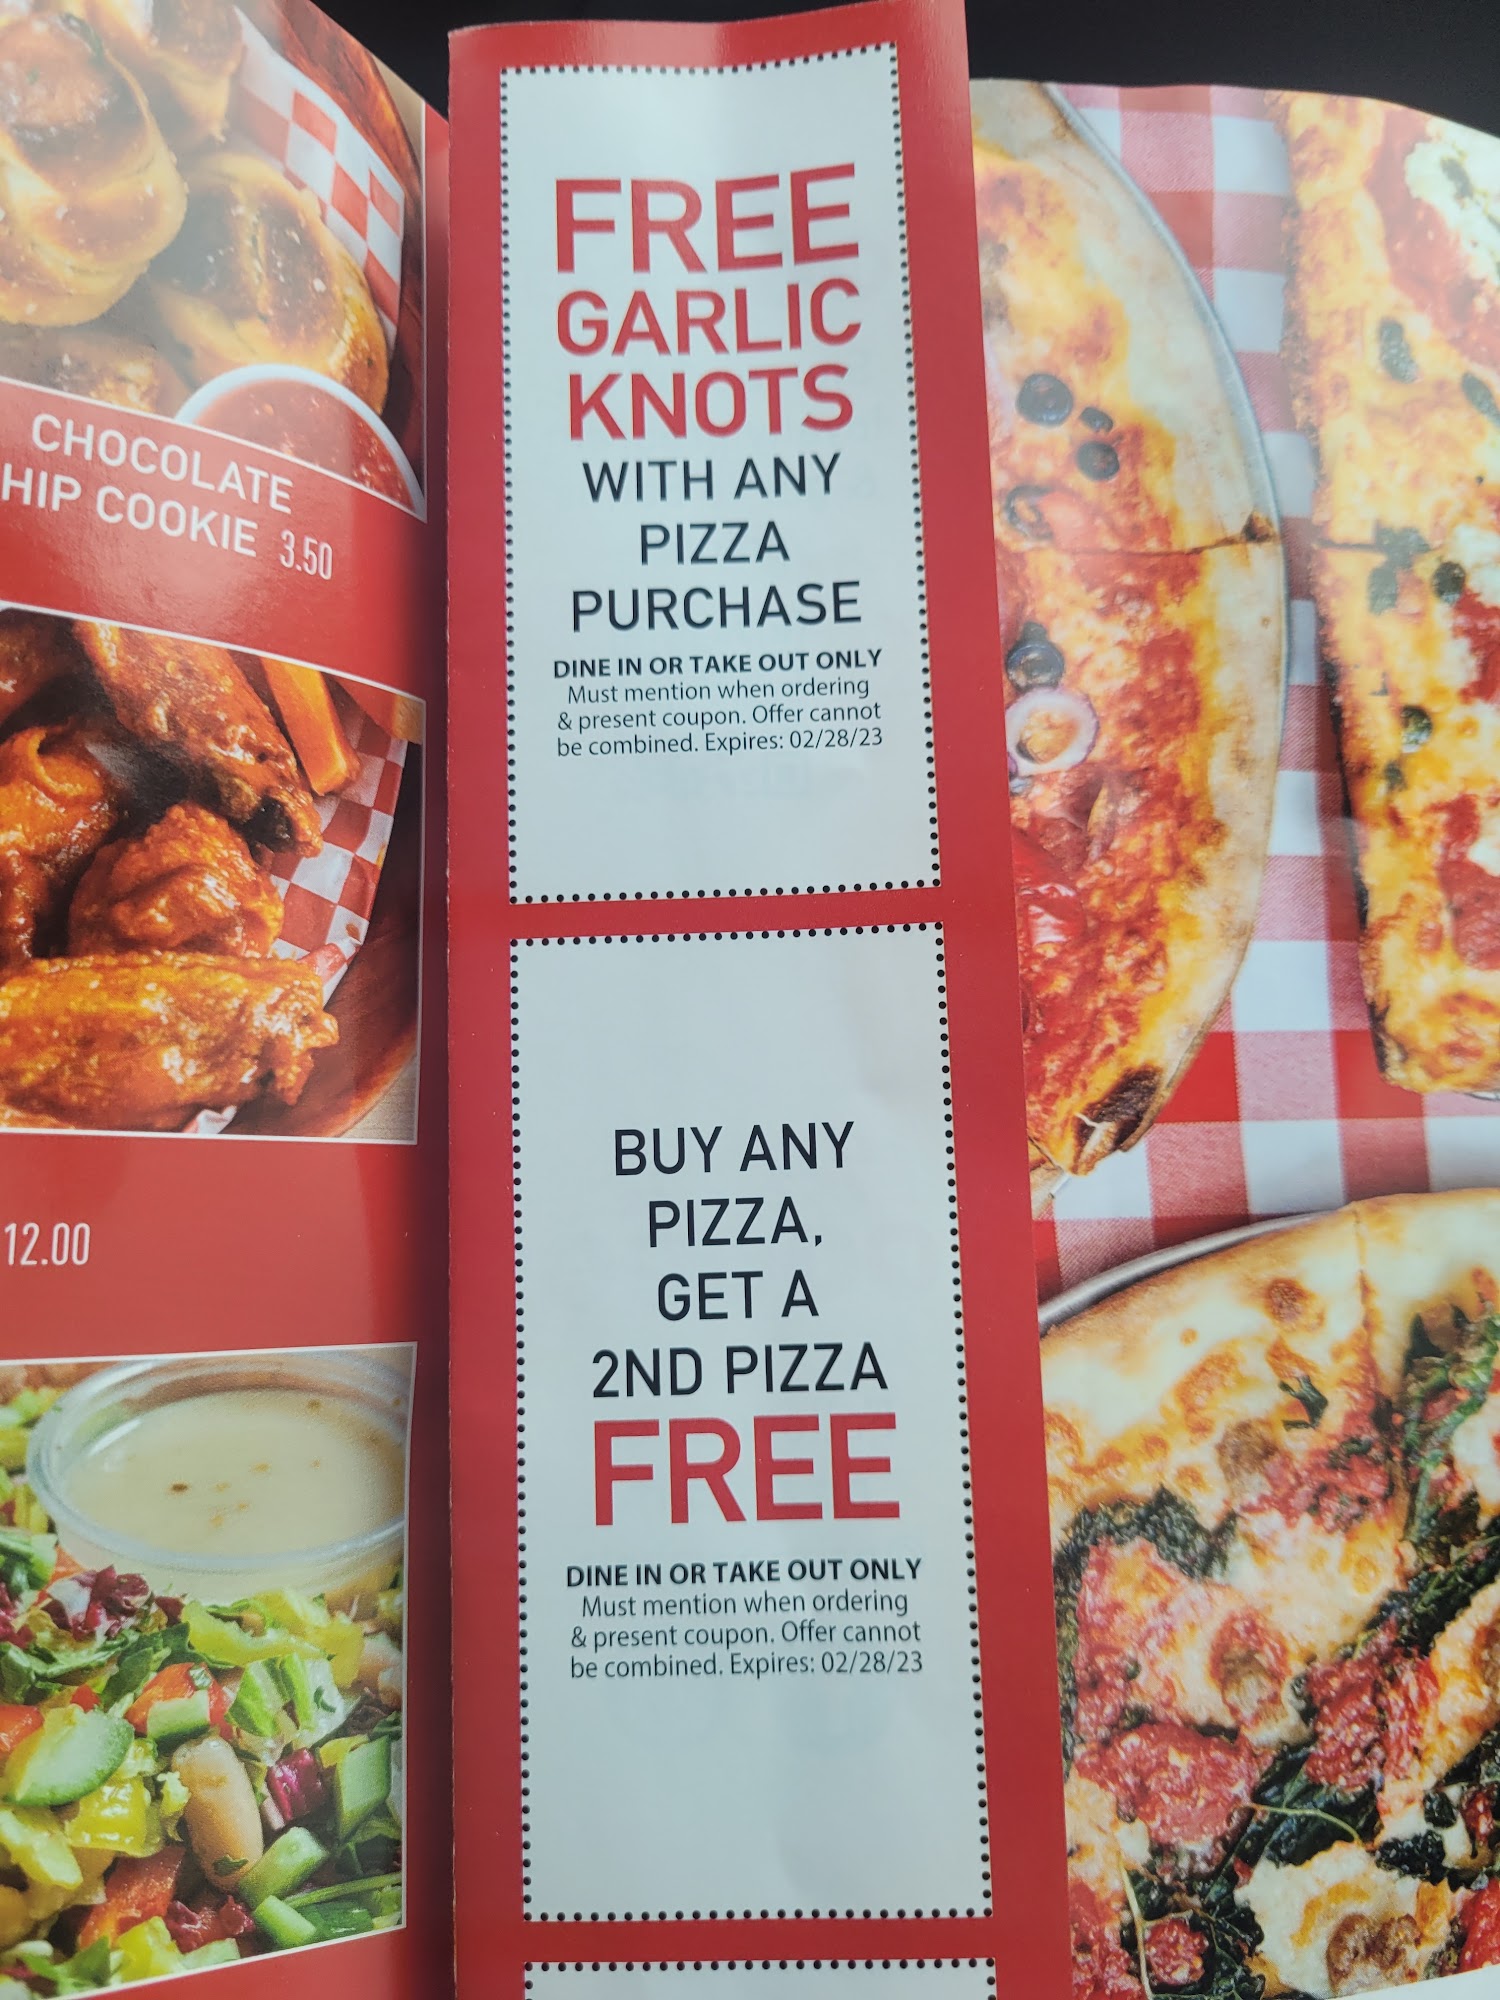 CHOCOLATE
HIP COOKIE 3.50
12.00
FREE
GARLIC
KNOTS
WITH ANY
PIZZA
PURCHASE
DINE IN OR TAKE OUT ONLY
Must mention when ordering
& present coupon. Offer cannot
be combined. Expires: 02/28/23
BUY ANY
PIZZA,
GET A
2ND PIZZA
FREE
DINE IN OR TAKE OUT ONLY
Must mention when ordering
& present coupon. Offer cannot
be combined. Expires: 02/28/23